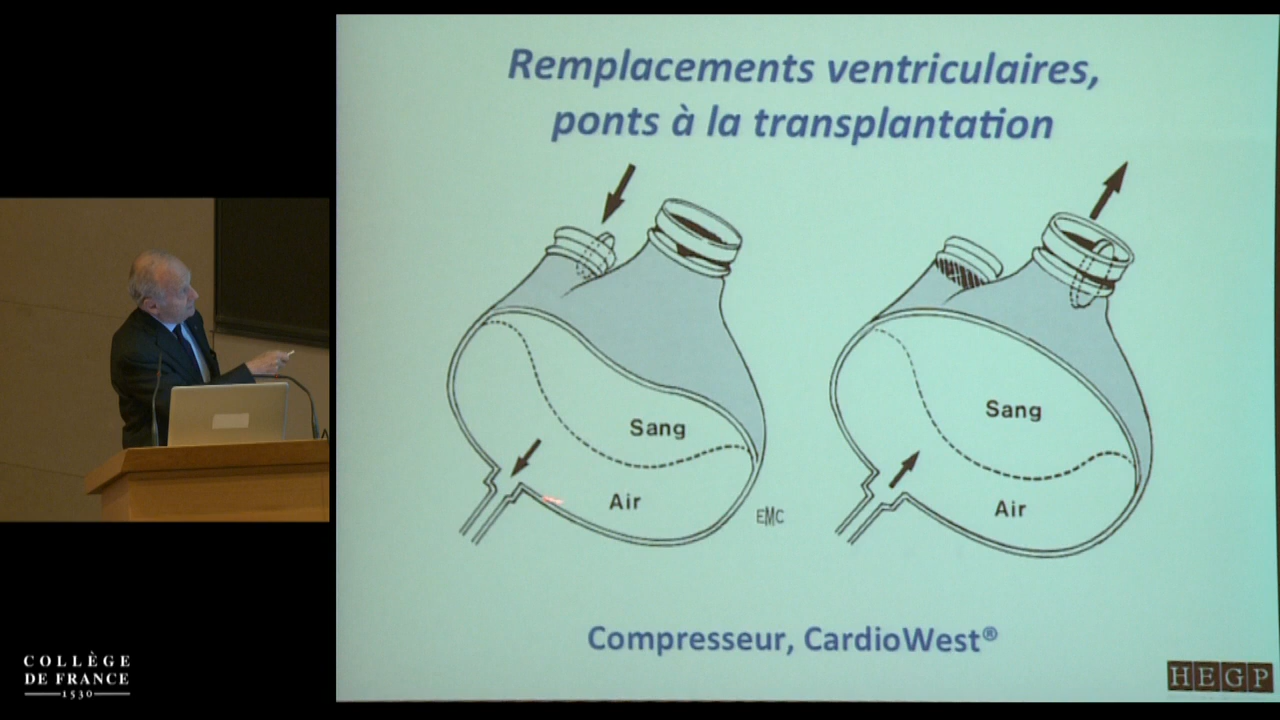 Remplacements ventriculaires,
ponts à la transplantation
Sang
Air
EMC
Sang
Air
Compresseur, CardioWest®
HEGP
COLLÈGE
DE FRANCE
1530